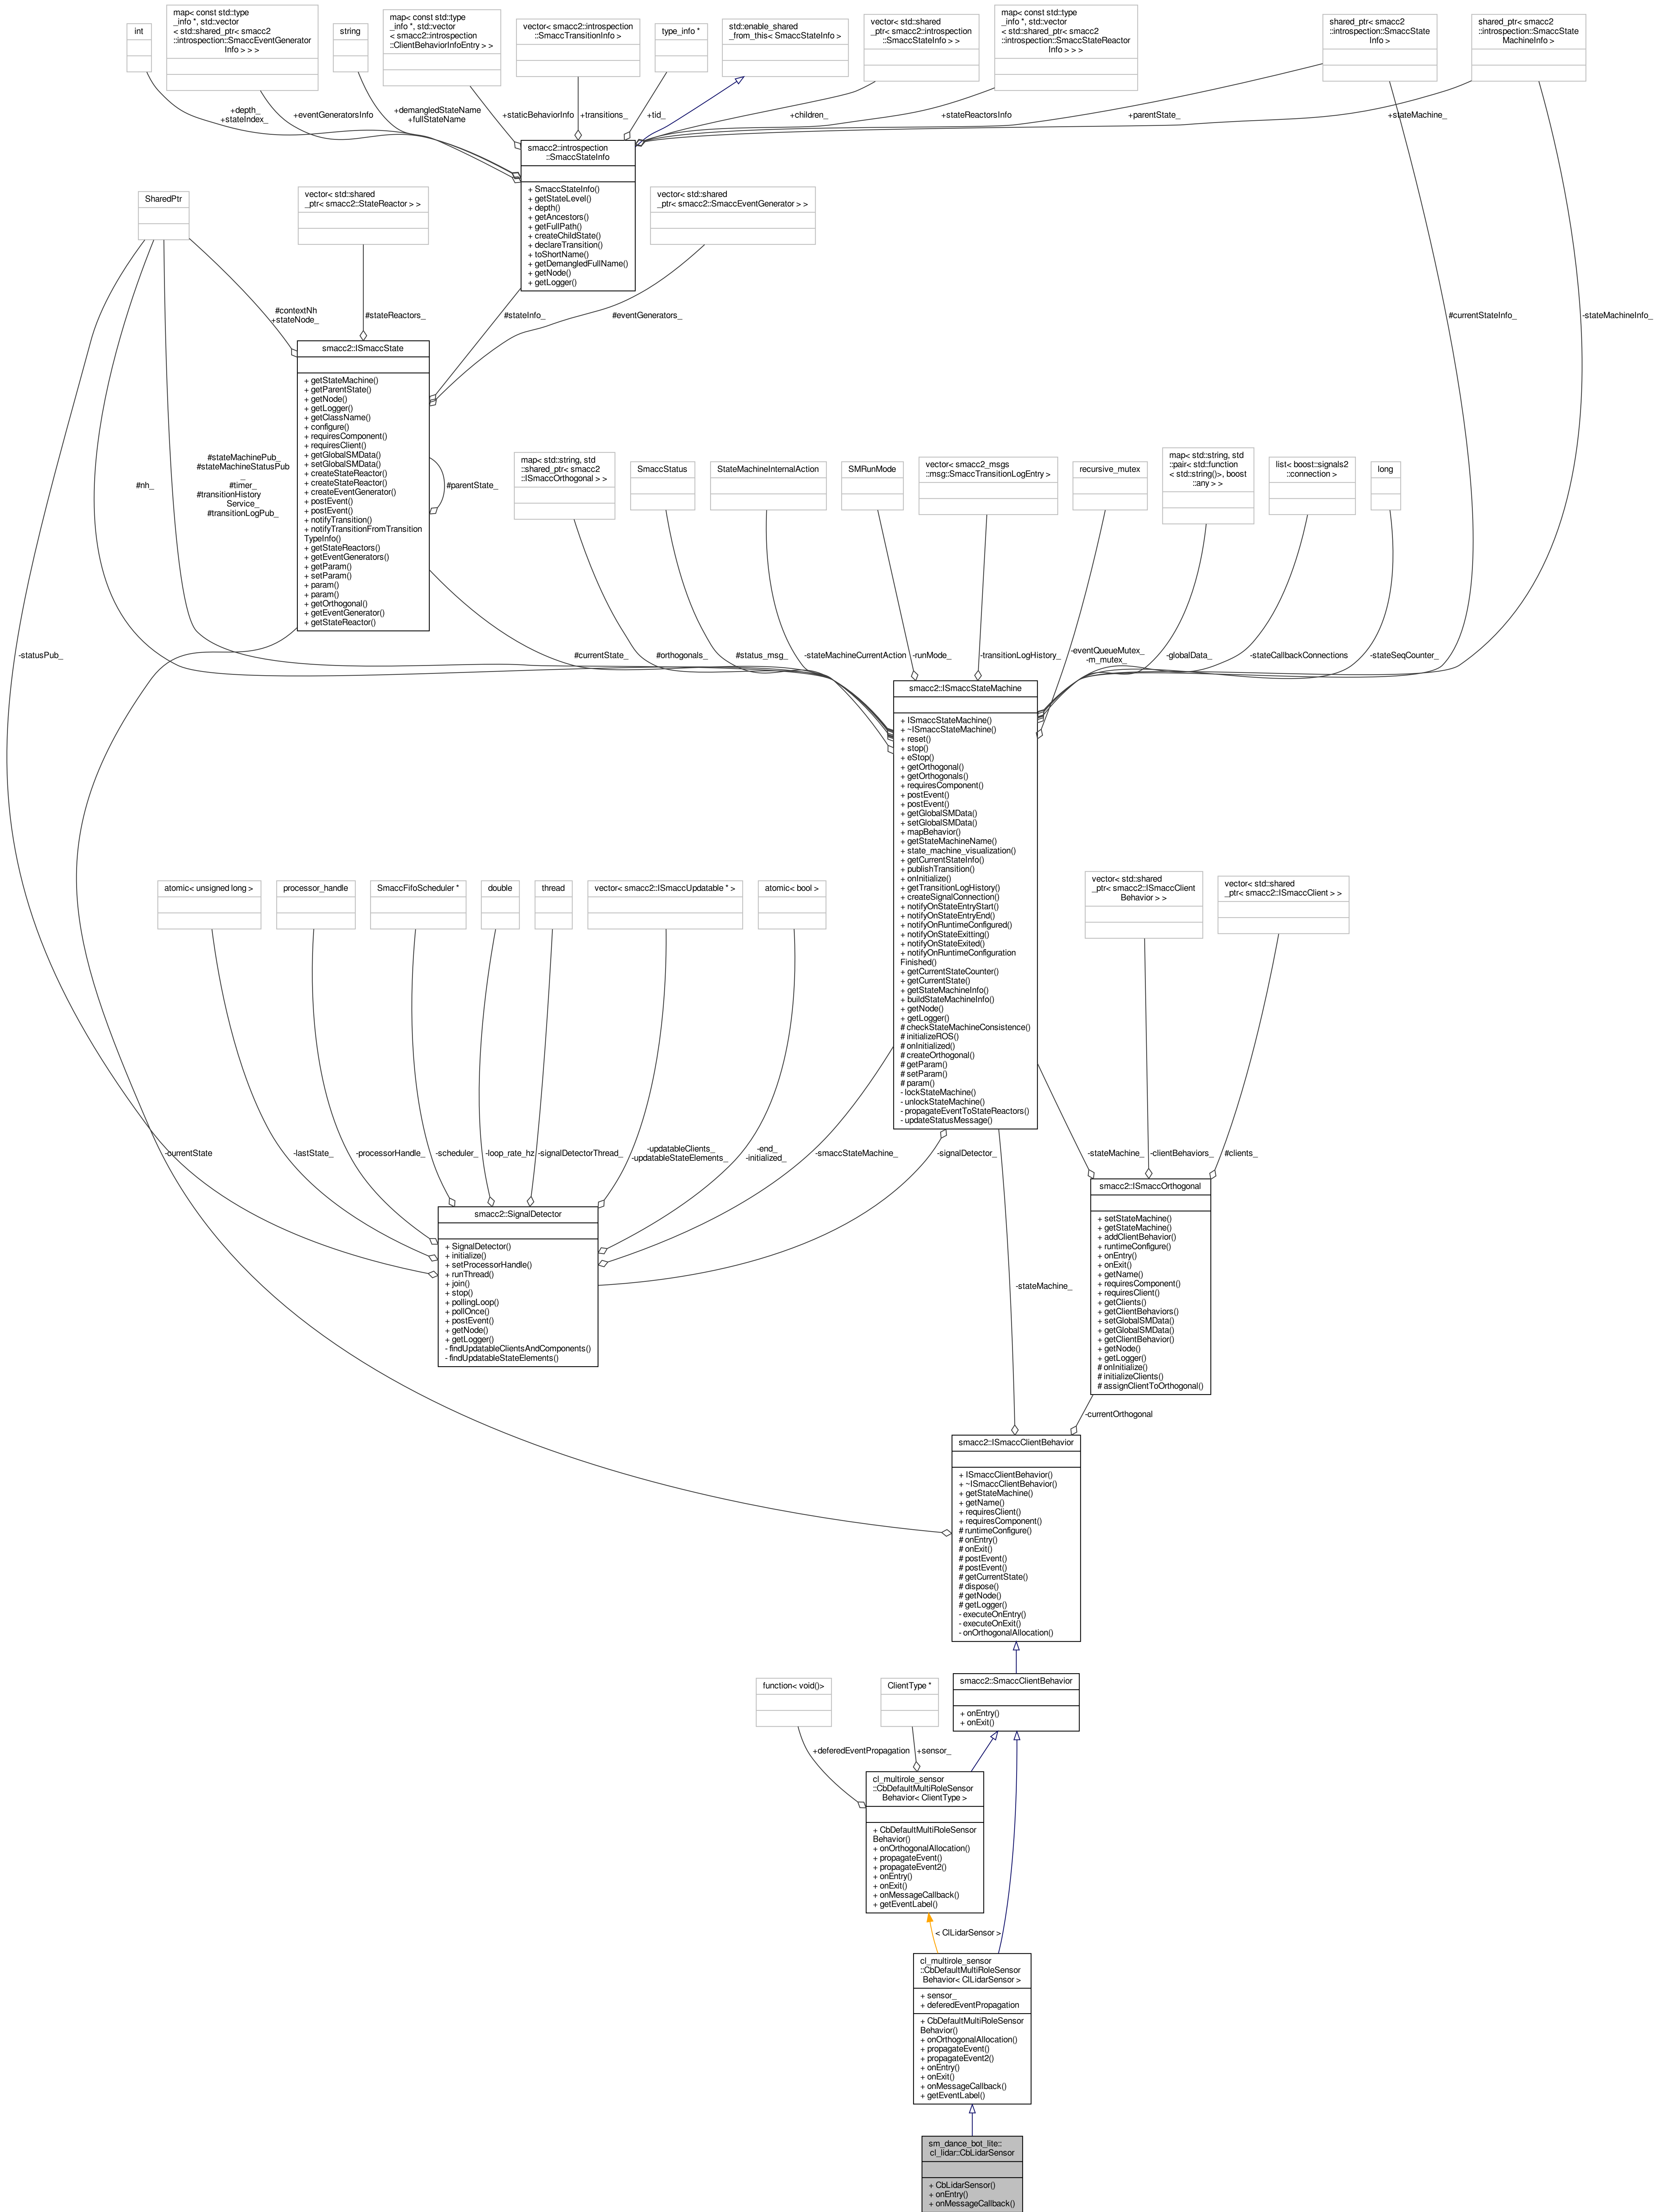 int
map< const std::type
_info *, std::vector
< std::shared_ptr< smacc2
::introspection::SmaccEventGenerator
Info > > >
string
map< const std::type
_info *, std::vector
< smacc2::introspection
::ClientBehaviorInfoEntry > >
vector< smacc2::introspection
::SmaccTransitionInfo >
type_info *
std::enable_shared
_from_this< SmaccStateInfo >
vector< std::shared
_ptr< smacc2::introspection
::SmaccStateInfo > >
map< const std::type
_info *, std::vector
< std::shared_ptr< smacc2
::introspection::SmaccStateReactor
Info > > >
shared_ptr< smacc2
::introspection::SmaccState
Info >
shared_ptr< smacc2
::introspection::SmaccState
MachineInfo >
+depth_
+stateIndex_
+eventGeneratorsInfo
+demangledStateName
+fullStateName
+staticBehaviorInfo
+transitions_
+tid_
+children_
+stateReactorsInfo
+parentState_
+stateMachine_
smacc2::introspection
::SmaccStateInfo
+ SmaccStateInfo()
+ getStateLevel()
+ depth()
+ getAncestors()
+ getFullPath()
+ createChildState()
+ declareTransition()
+ toShortName()
+ getDemangledFullName()
+ getNode()
+ getLogger()
SharedPtr
vector< std::shared
_ptr< smacc2::StateReactor > >
vector< std::shared
_ptr< smacc2::SmaccEventGenerator > >
#contextNh
+stateNode_
#stateReactors_
#stateInfo_
#eventGenerators_
#currentStateInfo_
-stateMachineInfo_
smacc2::ISmaccState
+ getStateMachine()
+ getParentState()
+ getNode()
+ getLogger()
+ getClassName()
+ configure()
+ requiresComponent()
+ requiresClient()
+ getGlobalSMData()
+ setGlobalSMData()
+ createStateReactor()
+ createStateReactor()
+ createEventGenerator()
+ postEvent()
+ postEvent()
+ notifyTransition()
+ notifyTransitionFromTransition
TypeInfo()
+ getStateReactors()
+ getEventGenerators()
+ getParam()
+ setParam()
+ param()
+ param()
+ getOrthogonal()
+ getEventGenerator()
+ getStateReactor()
#parentState_
#nh_
#stateMachinePub_
#stateMachineStatusPub
_
#timer_
#transitionHistory
Service_
#transitionLogPub_
map< std::string, std
::shared_ptr< smacc2
::ISmaccOrthogonal > >
SmaccStatus
StateMachineInternalAction
SMRunMode
vector< smacc2_msgs
::msg::SmaccTransitionLogEntry >
recursive_mutex
map< std::string, std
::pair< std::function
< std::string()>, boost
::any > >
list< boost::signals2
::connection >
long
-statusPub_
#currentState_
#orthogonals_
#status_msg_
-stateMachineCurrentAction
-runMode_
-transitionLogHistory_
-eventQueueMutex_
-m_mutex_
-globalData_
-stateCallbackConnections
-stateSeqCounter_
smacc2::ISmaccStateMachine
+ ISmaccStateMachine()
+ ~ISmaccStateMachine()
+ reset()
+ stop()
+ eStop()
+ getOrthogonal()
+ getOrthogonals()
+ requiresComponent()
+ postEvent()
+ postEvent()
+ getGlobalSMData()
+ setGlobalSMData()
+ mapBehavior()
+ getStateMachineName()
+ state_machine_visualization()
+ getCurrentStateInfo()
+ publishTransition()
+ onInitialize()
+ getTransitionLogHistory()
+ createSignalConnection()
+ notifyOnStateEntryStart()
+ notifyOnStateEntryEnd()
+ notifyOnRuntimeConfigured()
+ notifyOnStateExitting()
+ notifyOnStateExited()
+ notifyOnRuntimeConfiguration
Finished()
+ getCurrentStateCounter()
+ getCurrentState()
+ getStateMachineInfo()
+ buildStateMachineInfo()
+ getNode()
+ getLogger()
# checkStateMachineConsistence()
# initializeROS()
# onInitialized()
# createOrthogonal()
# getParam()
# setParam()
# param()
- lockStateMachine()
- unlockStateMachine()
- propagateEventToStateReactors()
- updateStatusMessage()
atomic< unsigned long >
processor_handle
SmaccFifoScheduler *
double
thread
vector< smacc2::ISmaccUpdatable * >
atomic< bool >
vector< std::shared
_ptr< smacc2::ISmaccClient
Behavior > >
vector< std::shared
_ptr< smacc2::ISmaccClient > >
-currentState
-lastState_
-processorHandle_
-scheduler_
-loop_rate_hz
-signalDetectorThread_
-updatableClients_
-updatableStateElements_
-end_
-initialized_
-smaccStateMachine_
-signalDetector_
-stateMachine_
-clientBehaviors_
#clients_
smacc2::SignalDetector
+ SignalDetector()
+ initialize()
+ setProcessorHandle()
+ runThread()
+ join()
+ stop()
+ pollingLoop()
+ pollOnce()
+ postEvent()
+ getNode()
+ getLogger()
- findUpdatableClientsAndComponents()
- findUpdatableStateElements()
smacc2::ISmaccOrthogonal
+ setStateMachine()
+ getStateMachine()
+ addClientBehavior()
+ runtimeConfigure()
+ onEntry()
+ onExit()
+ getName()
+ requiresComponent()
+ requiresClient()
+ getClients()
+ getClientBehaviors()
+ setGlobalSMData()
+ getGlobalSMData()
+ getClientBehavior()
+ getNode()
+ getLogger()
# onInitialize()
# initializeClients()
# assignClientToOrthogonal()
-stateMachine_
-currentOrthogonal
smacc2::ISmaccClientBehavior
+ ISmaccClientBehavior()
+ ~ISmaccClientBehavior()
+ getStateMachine()
+ getName()
+ requiresClient()
+ requiresComponent()
# runtimeConfigure()
# onEntry()
# onExit()
# postEvent()
# postEvent()
# getCurrentState()
# dispose()
# getNode()
# getLogger()
- executeOnEntry()
- executeOnExit()
- onOrthogonalAllocation()
function< void()>
ClientType *
smacc2::SmaccClientBehavior
+ onEntry()
+ onExit()
+deferedEventPropagation
+sensor_
cl_multirole_sensor
::CbDefaultMultiRoleSensor
Behavior< ClientType >
+ CbDefaultMultiRoleSensor
Behavior()
+ onOrthogonalAllocation()
+ propagateEvent()
+ propagateEvent2()
+ onEntry()
+ onExit()
+ onMessageCallback()
+ getEventLabel()
< ClLidarSensor >
cl_multirole_sensor
::CbDefaultMultiRoleSensor
Behavior< ClLidarSensor >
+ sensor_
+ deferedEventPropagation
+ CbDefaultMultiRoleSensor
Behavior()
+ onOrthogonalAllocation()
+ propagateEvent()
+ propagateEvent2()
+ onEntry()
+ onExit()
+ onMessageCallback()
+ getEventLabel()
sm_dance_bot_lite::
cl_lidar::CbLidarSensor
+ CbLidarSensor()
+ onEntry()
+ onMessageCallback()